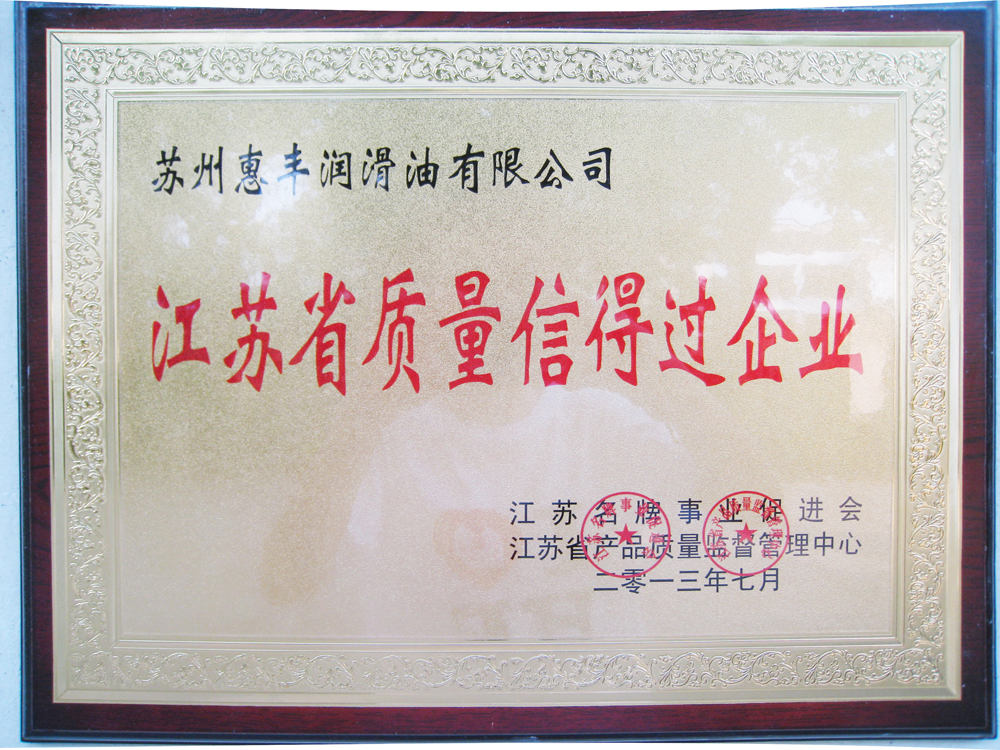 苏州惠丰润滑油有限公司
江苏省质量信得过企业
江苏名牌事业促进会
江苏省产品质量监督管理中心
二零一三年七月